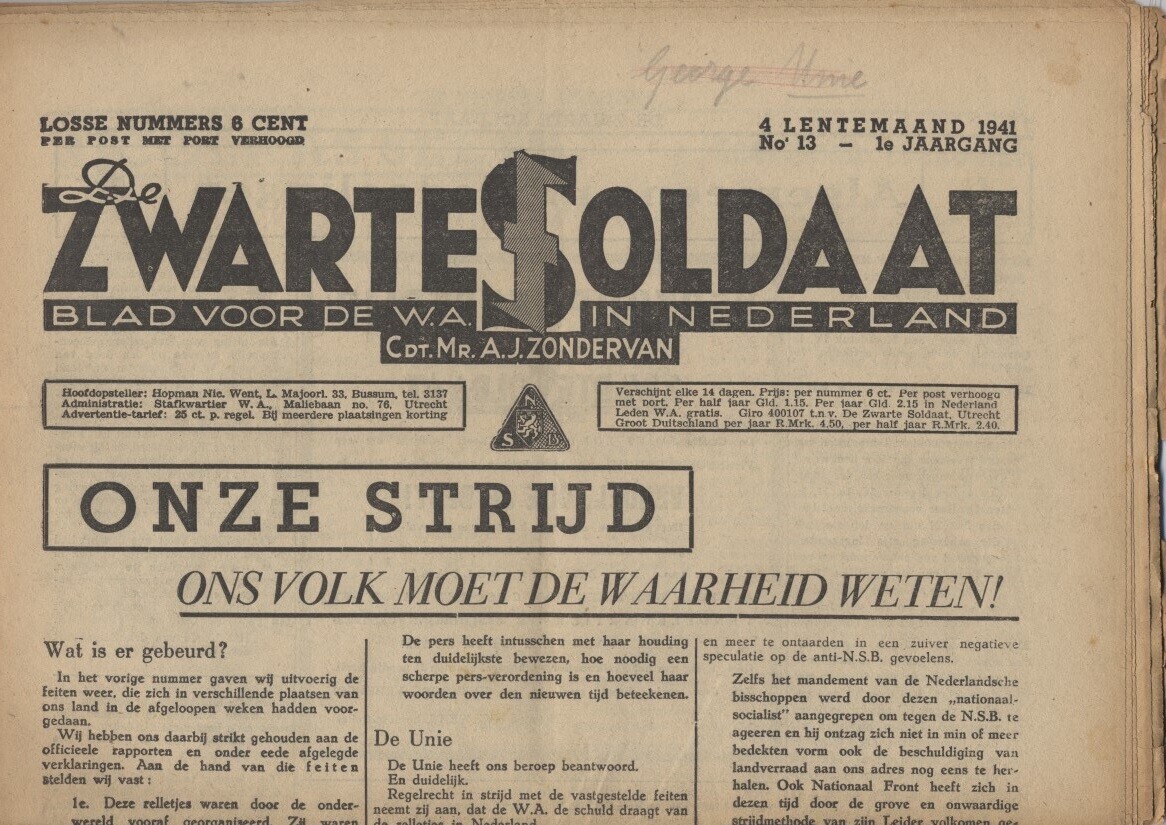 George
LOSSE NUMMERS 6 CENT
PER POST MET PORT VERHOOGD
4 LENTEMAAND 1941
No' 13 — 1e JAARGANG
De
ZWARTE SOLDAAT
BLAD VOOR DE W.A. IN NEDERLAND
CDT. MR. A.J. ZONDERVAN
Hoofdopsteller: Hopman Nic. Went, L. Majoorl. 33, Bussum, tel. 3137
Administratie: Stafkwartier W. A., Maliebaan no. 76, Utrecht
Advertentie-tarief: 25 ct. p. regel. Bij meerdere plaatsingen korting
N
S B
Verschijnt elke 14 dagen. Prijs: per nummer 6 ct. Per post verhoogd
met port. Per half jaar Gld. 1.15. Per jaar Gld 2.15 in Nederland
Leden W.A. gratis. Giro 400107 t.n v. De Zwarte Soldaat, Utrecht
Groot Duitschland per jaar R.Mrk. 4.50, per half jaar R.Mrk. 2.40.
ONZE STRIJD
ONS VOLK MOET DE WAARHEID WETEN!
Wat is er gebeurd?
In het vorige nummer gaven wij uitvoerig de
feiten weer, die zich in verschillende plaatsen van
ons land in de afgeloopen weken hadden voor-
gedaan.
Wij hebben ons daarbij strikt gehouden aan de
officieele rapporten en onder eede afgelegde
verklaringen. Aan de hand van die feiten
stelden wij vast:
1e. Deze relletjes waren door de onder-
wereld vooraf georganiseerd. Zij waren
De pers heeft intusschen met haar houding
ten duidelijkste bewezen, hoe noodig een
scherpe pers-verordening is en hoeveel haar
woorden over den nieuwen tijd beteekenen.
De Unie
De Unie heeft ons beroep beantwoord.
En duidelijk.
Regelrecht in strijd met de vastgestelde feiten
neemt zij aan, dat de W.A. de schuld draagt van
de relletjes in Nederland.
en meer te ontaarden in een zuiver negatieve
speculatie op de anti-N.S.B. gevoelens.
Zelfs het mandement van de Nederlandsche
bisschoppen werd door dezen „nationaal-
socialist" aangegrepen om tegen de N.S.B. te
ageeren en hij ontzag zich niet in min of meer
bedekten vorm ook de beschuldiging van
landverraad aan ons adres nog eens te her-
halen. Ook Nationaal Front heeft zich in
dezen tijd door de grove en onwaardige
strijdmethode van zijn Leider volkomen ge-